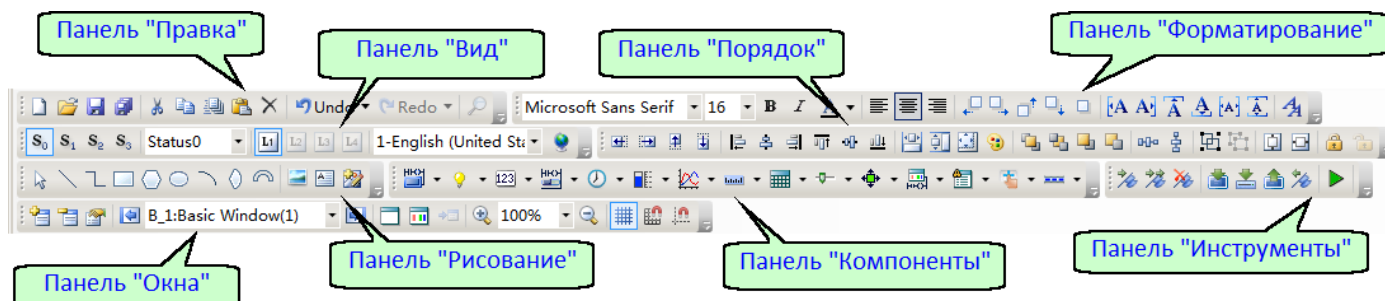 Панель "Правка"
Панель "Вид"
Панель "Порядок"
Панель "Форматирование"
Undo
Redo
Microsoft Sans Serif
16
B I A
[A A] A A [A] A A
S0 S1 S2 S3 Status0
L1 L2 L3 L4
1-English (United Sta
A
123
B_1:Basic Window(1)
100%
Панель "Окна"
Панель "Рисование"
Панель "Компоненты"
Панель "Инструменты"